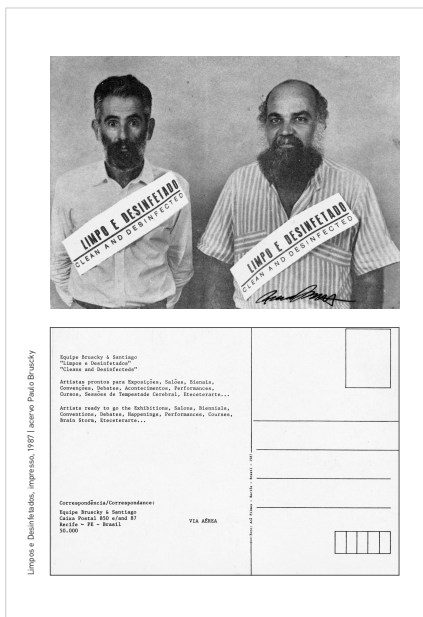 LIMPO E DESINFETADO
CLEAN AND DESINFECTED
LIMPO E DESINFETADO
CLEAN AND DESINFECTED
Equipe Bruscky & Santiago
"Limpos e Desinfetados"
"Cleans and Desinfecteds"
Artistas prontos para Exposições, Salões, Bienais,
Convenções, Debates, Acontecimentos, Performances,
Cursos, Sessões de Tempestade Cerebral, Etceterarte...
Artists ready to go the Exhibitions, Salons, Biennials,
Conventions, Debates, Happenings, Performances, Courses,
Brain Storm, Etceterarte...
Correspondência/Correspondance:
Equipe Bruscky & Santiago
Caixa Postal 850 e/and 87
Recife - PE - Brasil
50.000
VIA AÉREA
Recife - Brasil - 1987
Limpos e Desinfetados, impresso, 1987 | acervo Paulo Bruscky